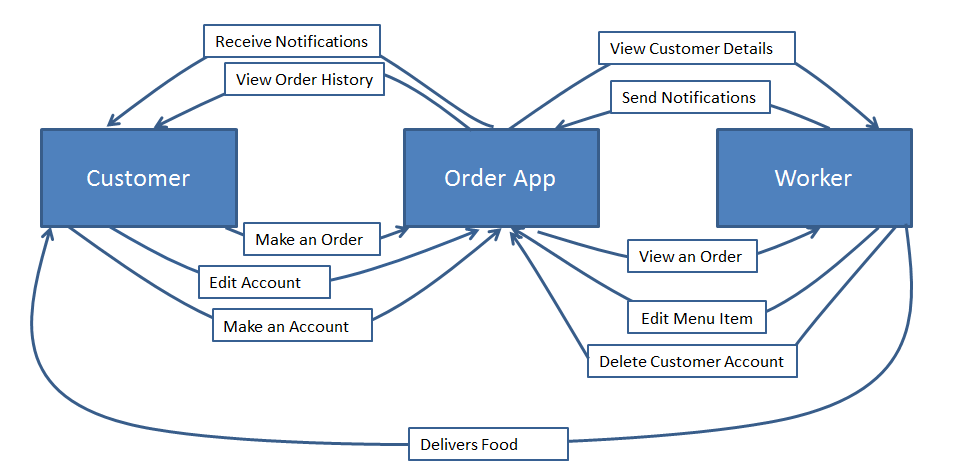 Receive Notifications
View Customer Details
View Order History
Send Notifications
Customer
Order App
Worker
Make an Order
View an Order
Edit Account
Edit Menu Item
Make an Account
Delete Customer Account
Delivers Food